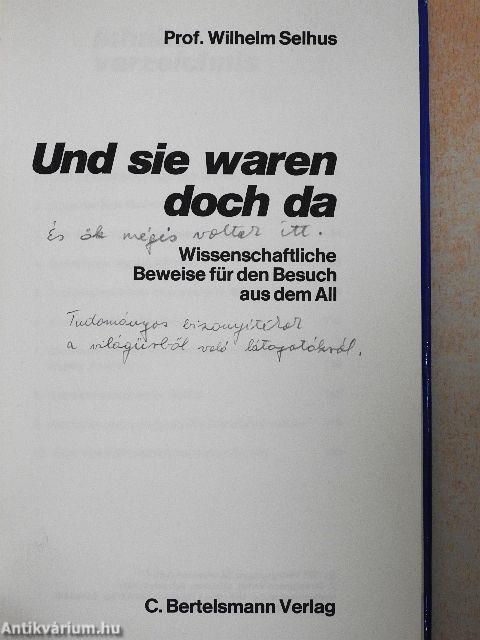 Prof. Wilhelm Selhus
Und sie waren
doch da
És ők mégis voltak itt.
Wissenschaftliche
Beweise für den Besuch
aus dem All
Tudományos bizonyítékok
a világűrből való látogatókról.
C. Bertelsmann Verlag
Antikvárium.hu